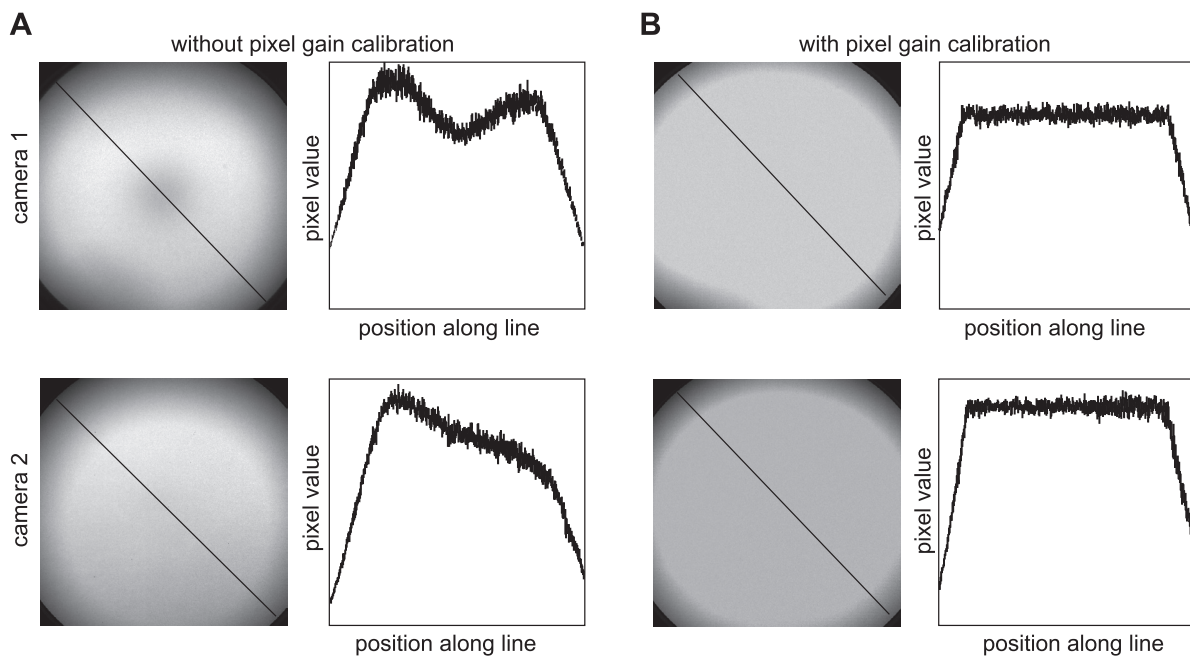 A
without pixel gain calibration
camera 1
pixel value
position along line
camera 2
pixel value
position along line
B
with pixel gain calibration
pixel value
position along line
pixel value
position along line